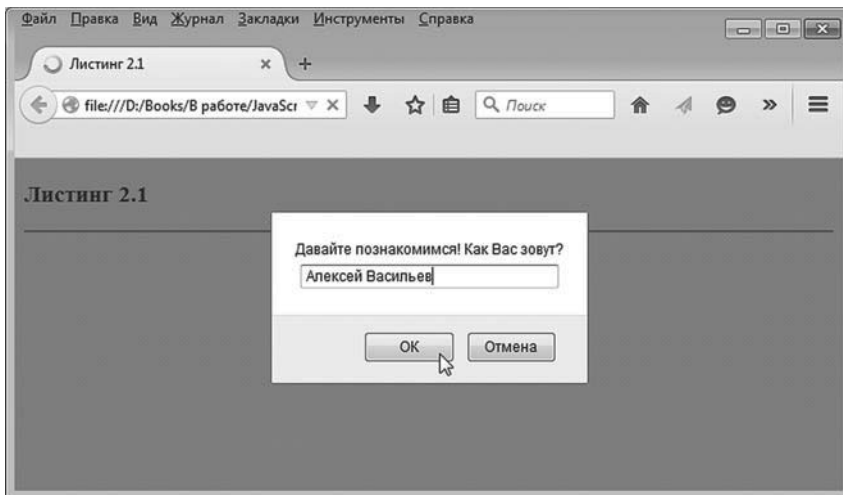 Файл Правка Вид Журнал Закладки Инструменты Справка
Листинг 2.1
file:///D:/Books/В работе/JavaScr
Поиск
Листинг 2.1
Давайте познакомимся! Как Вас зовут?
Алексей Васильев
OK Отмена